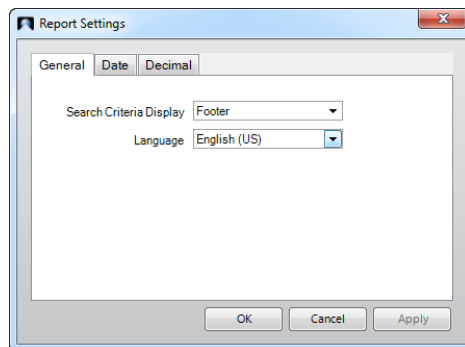 Report Settings
General Date Decimal
Search Criteria Display Footer
Language English (US)
OK Cancel Apply